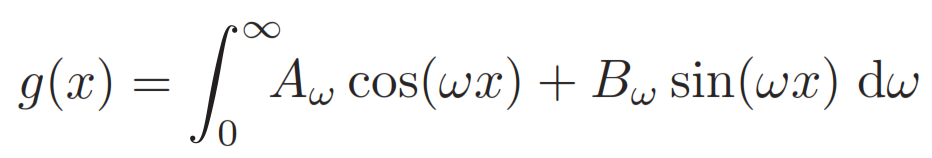 g(x) = ∫₀^∞ A_ω cos(ωx) + B_ω sin(ωx) dω